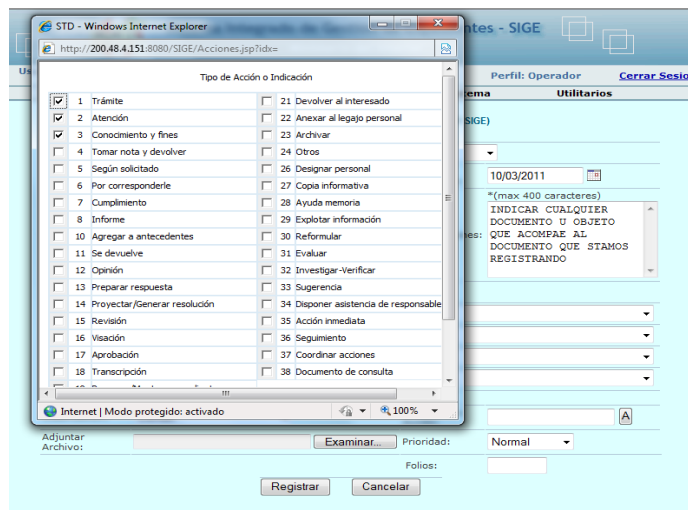 STD - Windows Internet Explorer
http://200.48.4.151:8080/SIGE/Acciones.jsp?idx=
Tipo de Acción o Indicación
1 Trámite
2 Atención
3 Conocimiento y fines
4 Tomar nota y devolver
5 Según solicitado
6 Por corresponderle
7 Cumplimiento
8 Informe
10 Agregar a antecedentes
11 Se devuelve
12 Opinión
13 Preparar respuesta
14 Proyectar/Generar resolución
15 Revisión
16 Visación
17 Aprobación
18 Transcripción
21 Devolver al interesado
22 Anexar al legajo personal
23 Archivar
24 Otros
26 Designar personal
27 Copia informativa
28 Ayuda memoria
29 Explotar información
30 Reformular
31 Evaluar
32 Investigar-Verificar
33 Sugerencia
34 Disponer asistencia de responsable
35 Acción inmediata
36 Seguimiento
37 Coordinar acciones
38 Documento de consulta
Internet | Modo protegido: activado
100%
ntes - SIGE
Us
Perfil: Operador
Cerrar Sesio
ema
Utilitarios
SIGE)
10/03/2011
*(max 400 caracteres)
es:
INDICAR CUALQUIER
DOCUMENTO U OBJETO
QUE ACOMPAE AL
DOCUMENTO QUE STAMOS
REGISTRANDO
A
Adjuntar
Archivo:
Examinar...
Prioridad:
Normal
Folios:
Registrar
Cancelar